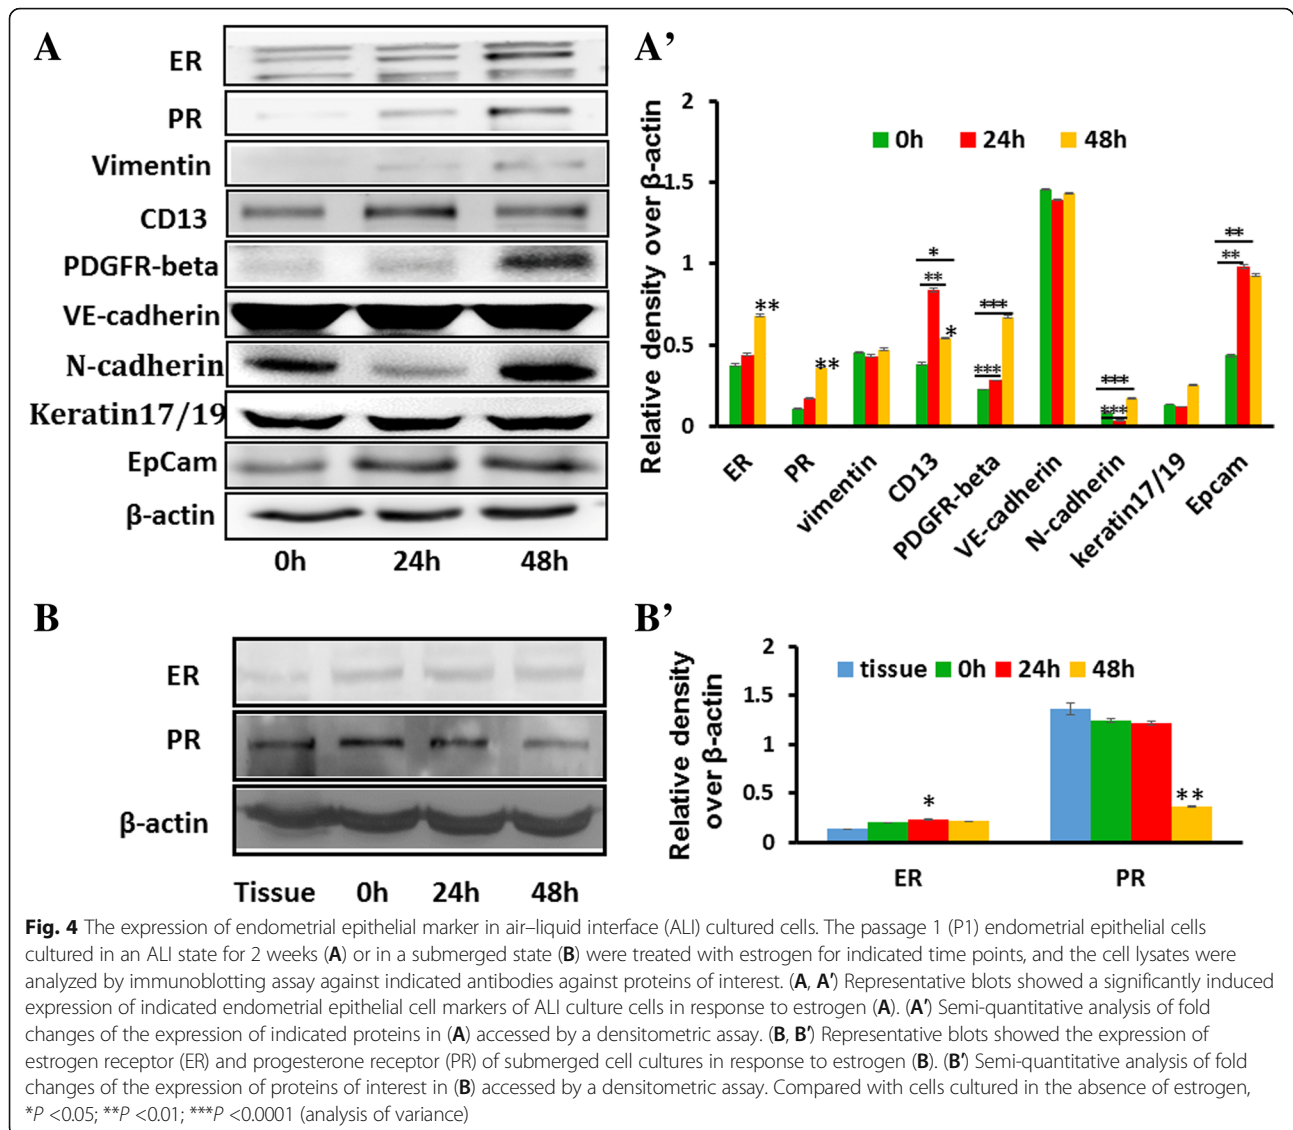 A
ER
PR
Vimentin
CD13
PDGFR-beta
VE-cadherin
N-cadherin
Keratin17/19
EpCam
β-actin
0h 24h 48h
A’
Relative density over β-actin
2
1.5
1
0.5
0
0h 24h 48h
**
**
*
**
*
***
***
***
***
**
**
ER
PR
vimentin
CD13
PDGFR-beta
VE-cadherin
N-cadherin
keratin17/19
Epcam
B
ER
PR
β-actin
Tissue 0h 24h 48h
B’
Relative density
over β-actin
2
1.5
1
0.5
0
tissue 0h 24h 48h
*
**
ER PR
Fig. 4 The expression of endometrial epithelial marker in air–liquid interface (ALI) cultured cells. The passage 1 (P1) endometrial epithelial cells
cultured in an ALI state for 2 weeks (A) or in a submerged state (B) were treated with estrogen for indicated time points, and the cell lysates were
analyzed by immunoblotting assay against indicated antibodies against proteins of interest. (A, A′) Representative blots showed a significantly induced
expression of indicated endometrial epithelial cell markers of ALI culture cells in response to estrogen (A). (A′) Semi-quantitative analysis of fold
changes of the expression of indicated proteins in (A) accessed by a densitometric assay. (B, B′) Representative blots showed the expression of
estrogen receptor (ER) and progesterone receptor (PR) of submerged cell cultures in response to estrogen (B). (B′) Semi-quantitative analysis of fold
changes of the expression of proteins of interest in (B) accessed by a densitometric assay. Compared with cells cultured in the absence of estrogen,
*P <0.05; **P <0.01; ***P <0.0001 (analysis of variance)